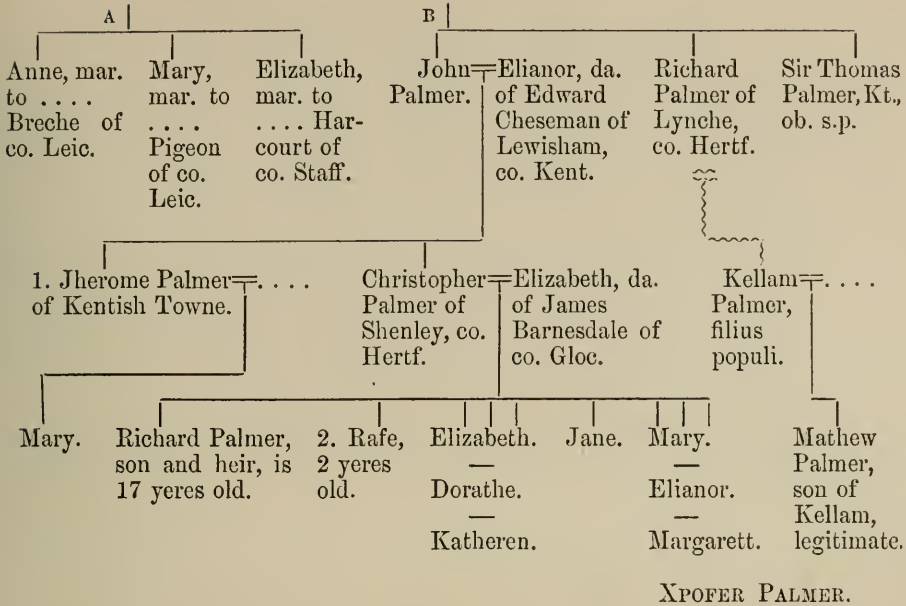 A
B
Anne, mar.
to . . . .
Breche of
co. Leic.
Mary,
mar. to
. . . .
Pigeon
of co.
Leic.
Elizabeth,
mar. to
. . . . Har-
court of
co. Staff.
John
Palmer.
Elianor, da.
of Edward
Cheseman of
Lewisham,
co. Kent.
Richard
Palmer of
Lynche,
co. Hertf.
Sir Thomas
Palmer, Kt.,
ob. s.p.
1. Jherome Palmer . . . .
of Kentish Towne.
Christopher
Palmer of
Shenley, co.
Hertf.
Elizabeth, da.
of James
Barnesdale of
co. Gloc.
Kellam . . . .
Palmer,
filius
populi.
Mary.
Richard Palmer,
son and heir, is
17 yeres old.
2. Rafe,
2 yeres
old.
Elizabeth.
—
Dorathe.
—
Katheren.
Jane.
Mary.
—
Elianor.
—
Margarett.
Mathew
Palmer,
son of
Kellam,
legitimate.
XPOFER PALMER.